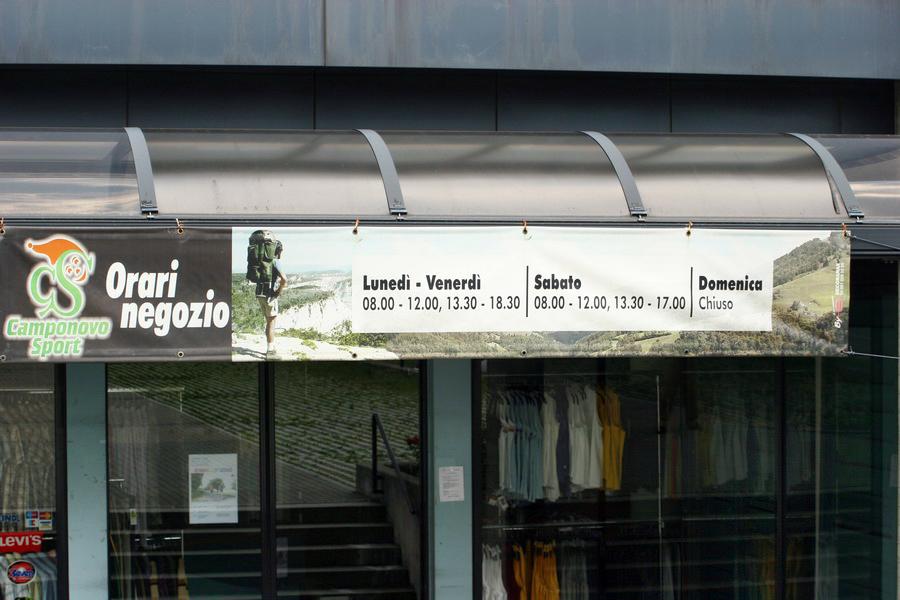 CS
Camponovo
Sport
Orari
negozio
Lunedì - Venerdì
08.00 - 12.00, 13.30 - 18.30
Sabato
08.00 - 12.00, 13.30 - 17.00
Domenica
Chiuso
LEVI'S